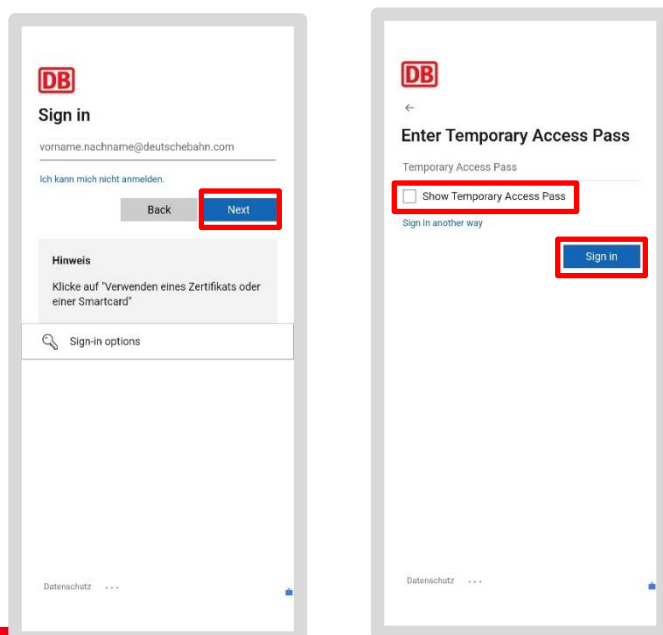 DB
Sign in
vorname.nachname@deutschebahn.com
Ich kann mich nicht anmelden.
Back
Next
Hinweis
Klicke auf "Verwenden eines Zertifikats oder
einer Smartcard"
Sign-in options
Datenschutz ...
DB
←
Enter Temporary Access Pass
Temporary Access Pass
Show Temporary Access Pass
Sign in another way
Sign in
Datenschutz ...